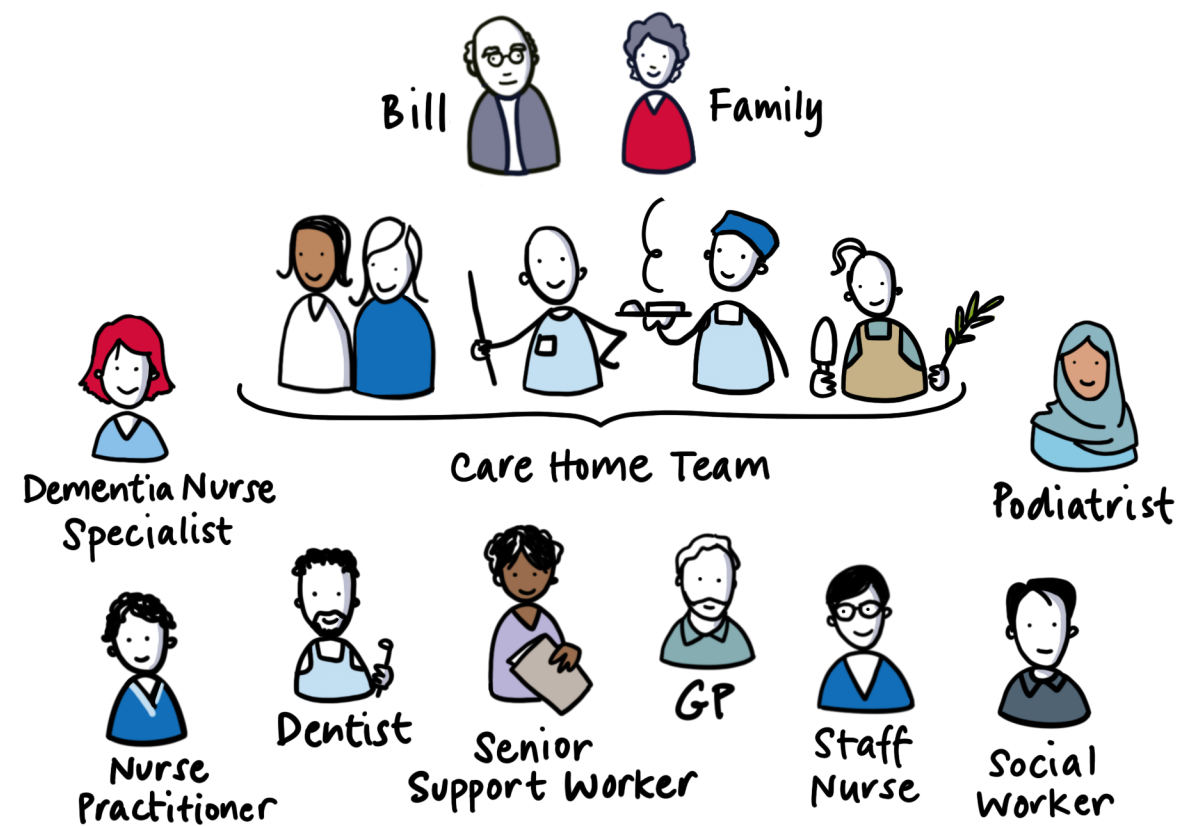 Bill
Family
Care Home Team
Dementia Nurse
Specialist
Podiatrist
Nurse
Practitioner
Dentist
Senior
Support Worker
GP
Staff
Nurse
Social
Worker